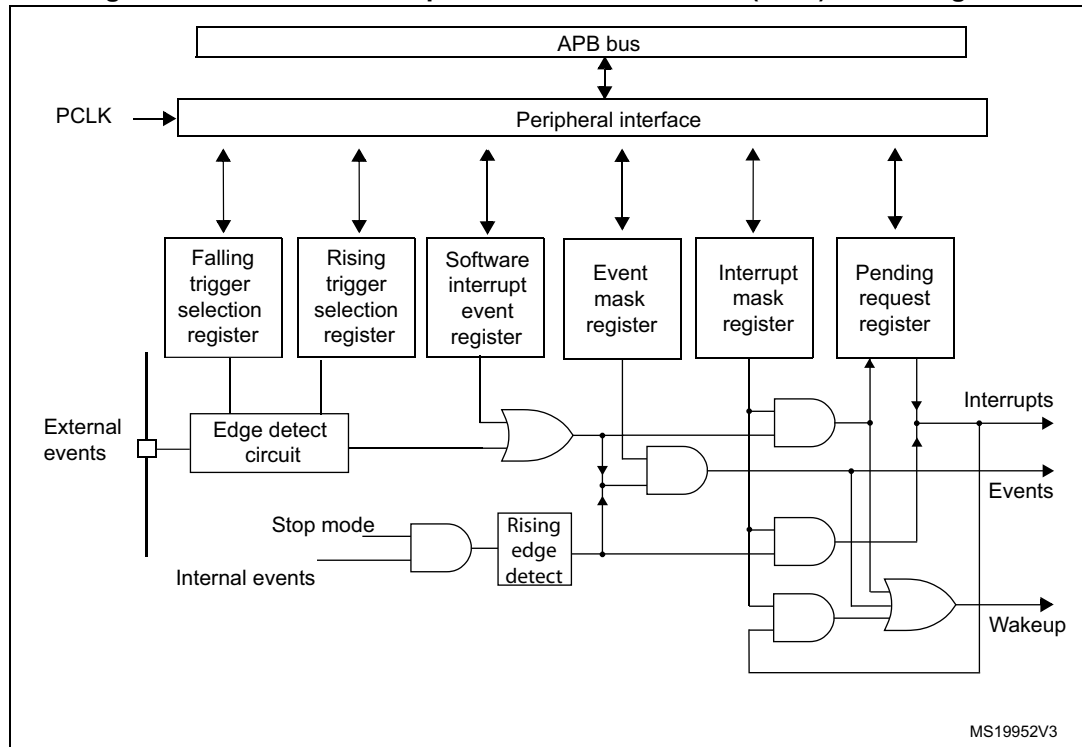 APB bus
PCLK
Peripheral interface
Falling
trigger
selection
register
Rising
trigger
selection
register
Software
interrupt
event
register
Event
mask
register
Interrupt
mask
register
Pending
request
register
External
events
Edge detect
circuit
Interrupts
Events
Stop mode
Internal events
Rising
edge
detect
Wakeup
MS19952V3